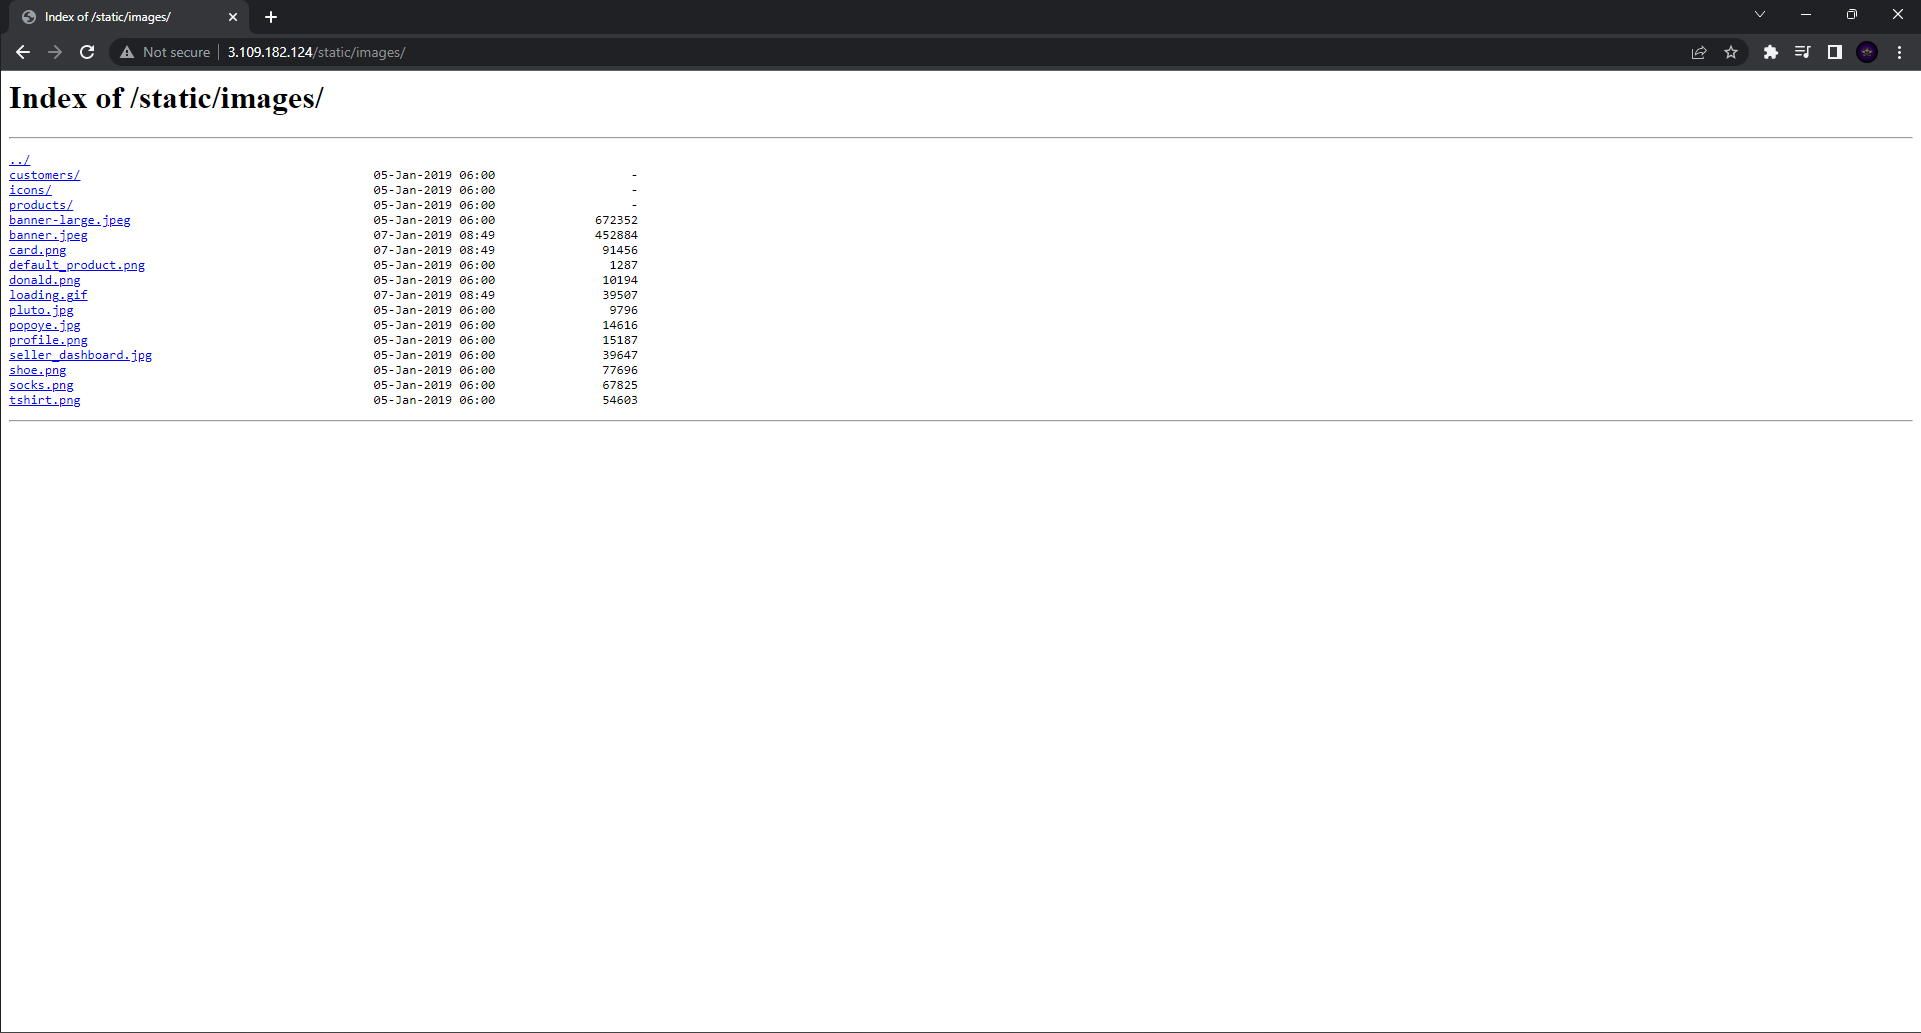 Index of /static/images/
Not secure | 3.109.182.124/static/images/
Index of /static/images/
../
customers/ 05-Jan-2019 06:00 -
icons/ 05-Jan-2019 06:00 -
products/ 05-Jan-2019 06:00 -
banner-large.jpeg 05-Jan-2019 06:00 672352
banner.jpeg 07-Jan-2019 08:49 452884
card.png 07-Jan-2019 08:49 91456
default_product.png 05-Jan-2019 06:00 1287
donald.png 05-Jan-2019 06:00 10194
loading.gif 07-Jan-2019 08:49 39507
pluto.jpg 05-Jan-2019 06:00 9796
popoye.jpg 05-Jan-2019 06:00 14616
profile.png 05-Jan-2019 06:00 15187
seller_dashboard.jpg 05-Jan-2019 06:00 39647
shoe.png 05-Jan-2019 06:00 77696
socks.png 05-Jan-2019 06:00 67825
tshirt.png 05-Jan-2019 06:00 54603